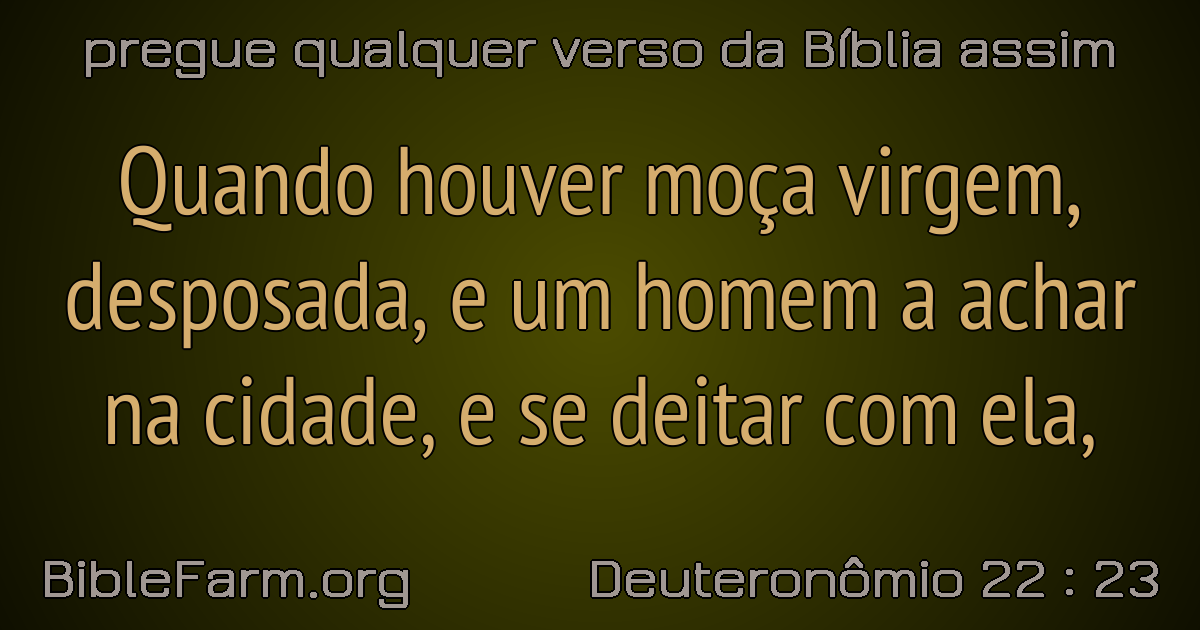 pregue qualquer verso da Bíblia assim
Quando houver moça virgem,
desposada, e um homem a achar
na cidade, e se deitar com ela,
BibleFarm.org
Deuteronômio 22 : 23